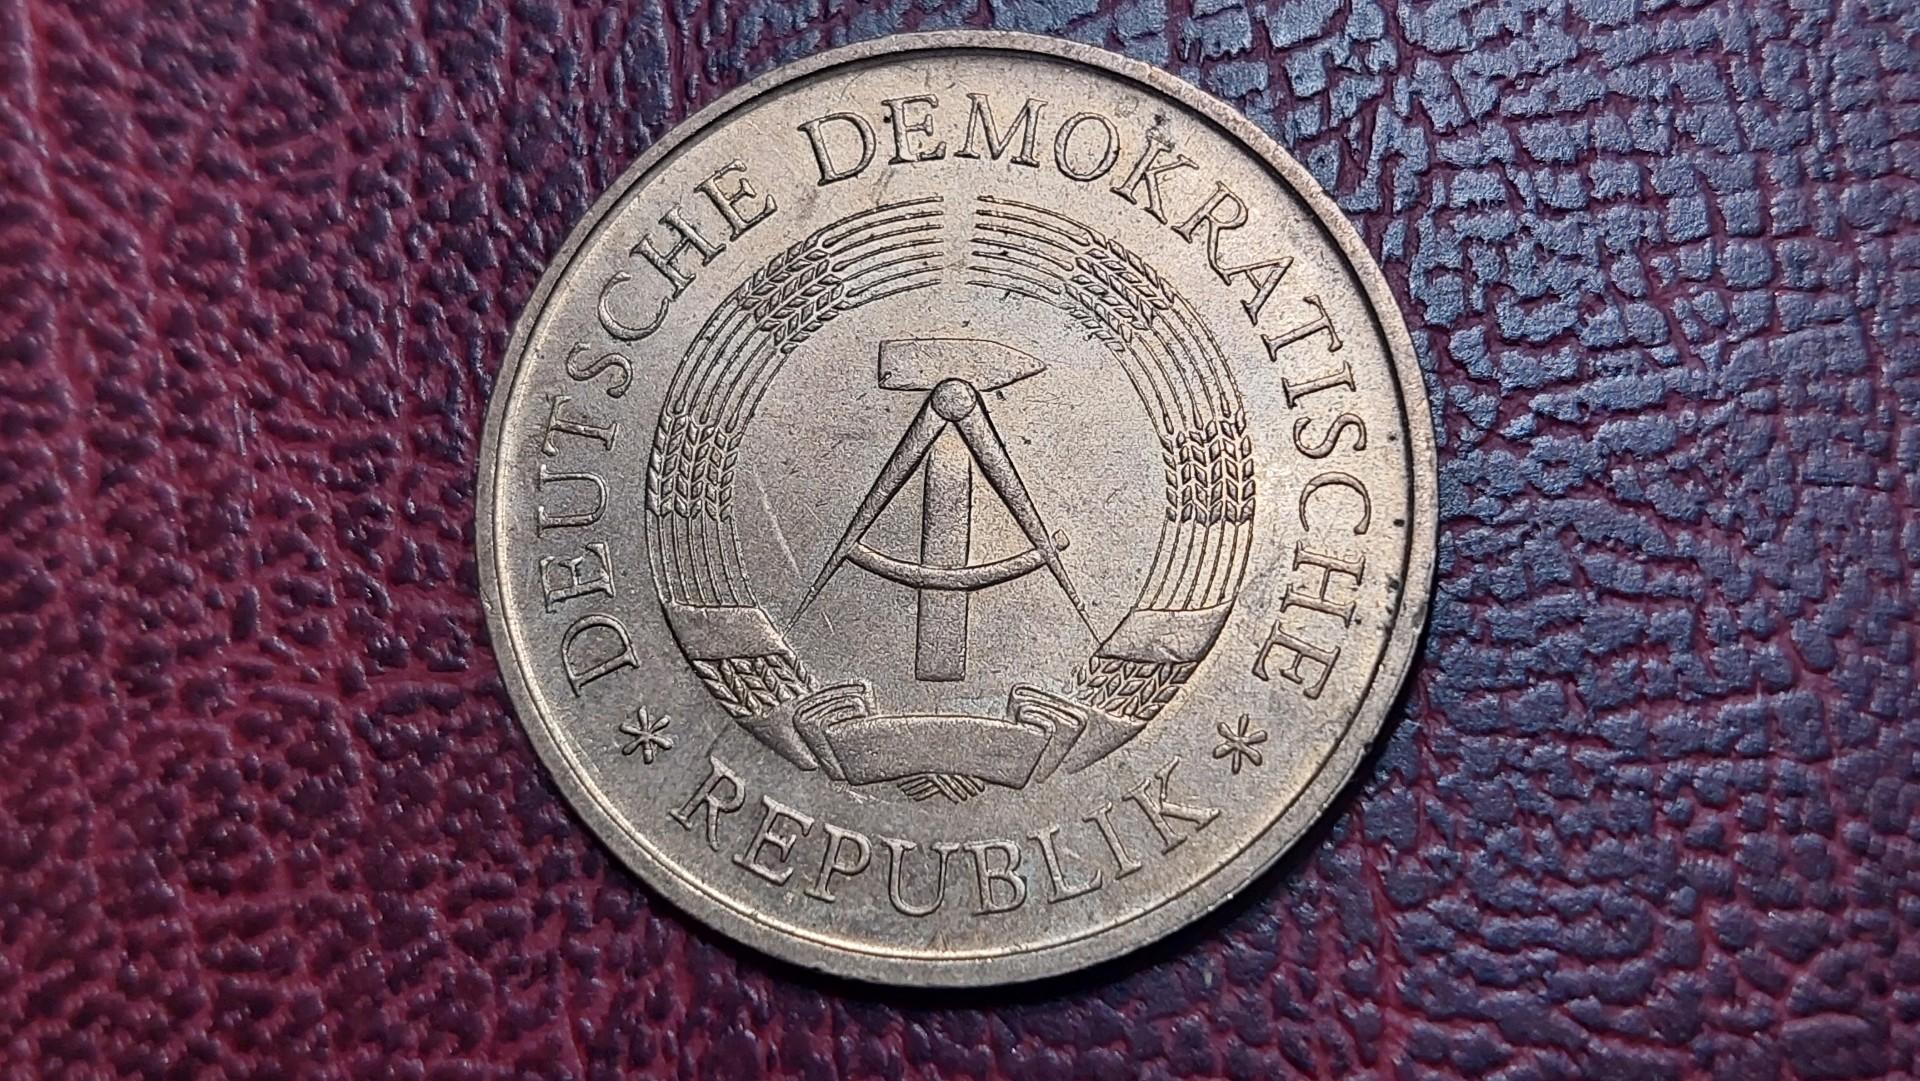 DEUTSCHE DEMOKRATISCHE
* REPUBLIK *